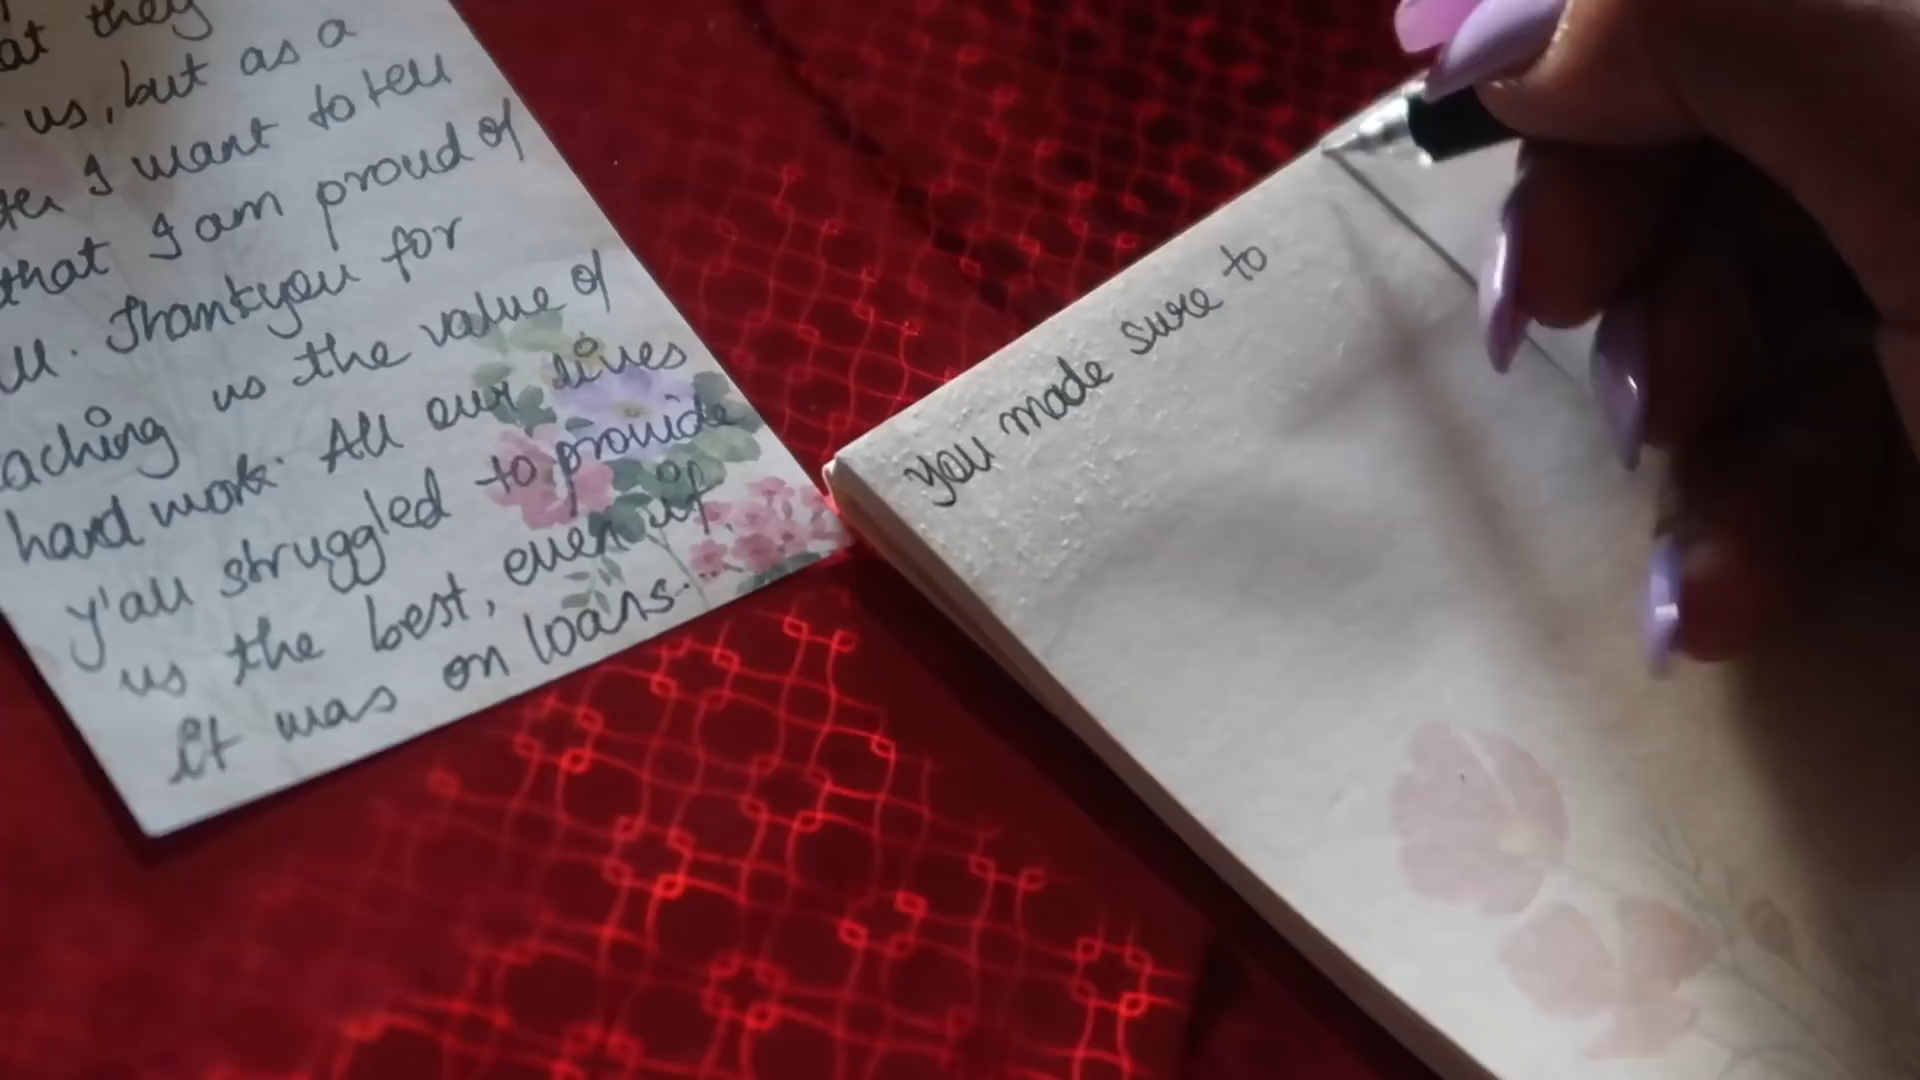 at they
us, but as a
I want to tell
that I am proud of
Thankyou for
aching us the value of
hard work. All our lives
y'all struggled to provide
us the best, even if
it was on loans...
you made sure to